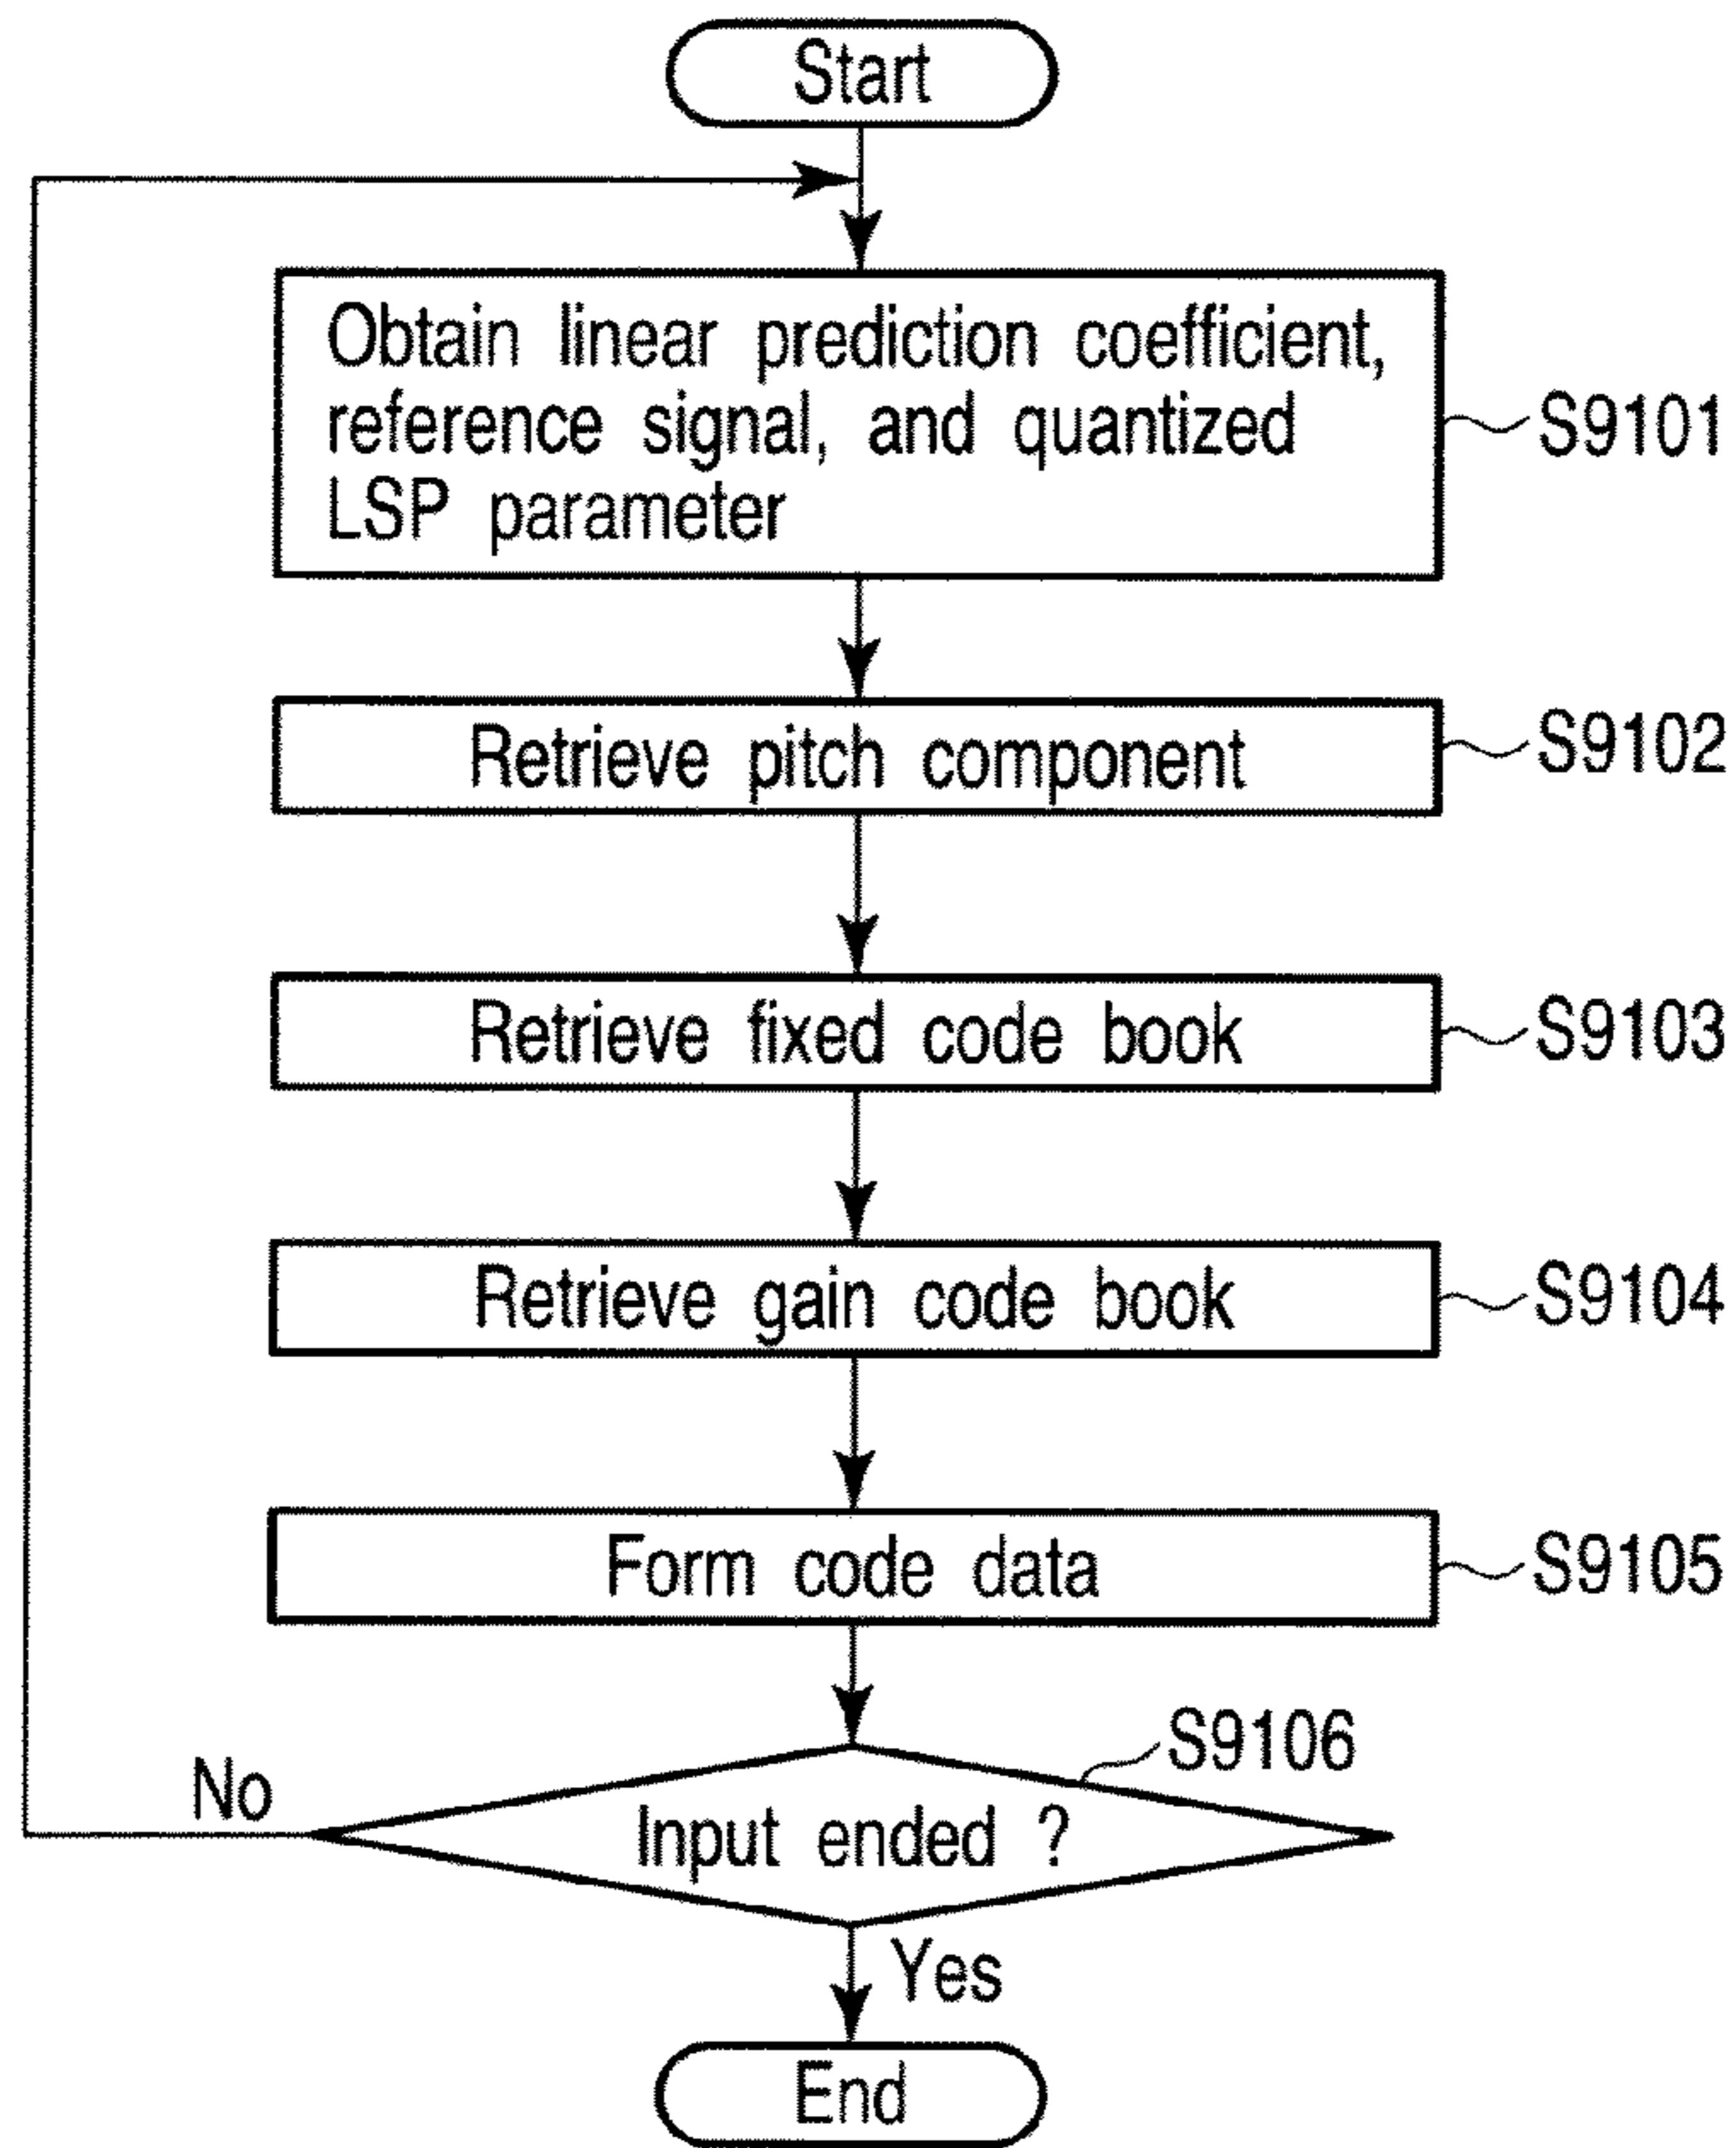 Start
Obtain linear prediction coefficient,
reference signal, and quantized
LSP parameter
S9101
Retrieve pitch component
S9102
Retrieve fixed code book
S9103
Retrieve gain code book
S9104
Form code data
S9105
S9106
No
Input ended ?
Yes
End